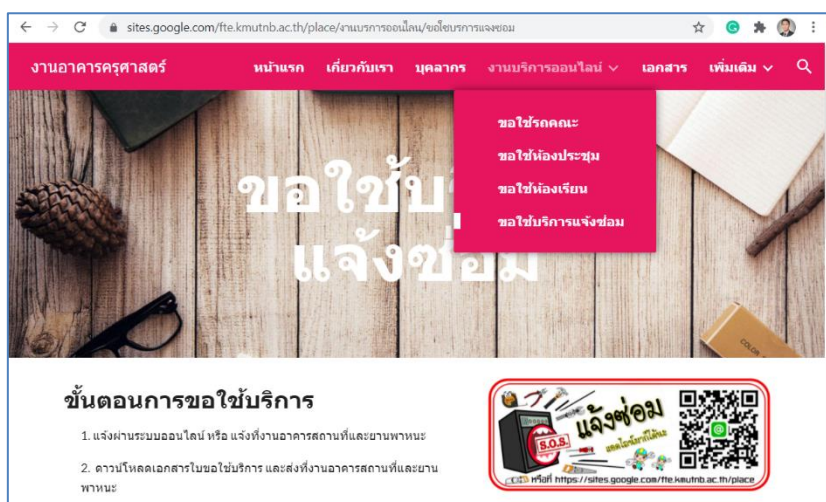 sites.google.com/fte.kmutnb.ac.th/place/งานบริการออนไลน์/ขอใช้บริการแจ้งซ่อม
งานอาคารครุศาสตร์ หน้าแรก เกี่ยวกับเรา บุคลากร งานบริการออนไลน์ เอกสาร เพิ่มเติม
ขอใช้รถคณะ
ขอใช้ห้องประชุม
ขอใช้ห้องเรียน
ขอใช้บริการแจ้งซ่อม
ขอใช้บ
แจ้งซ่อม
COLOR
ขั้นตอนการขอใช้บริการ
1. แจ้งผ่านระบบออนไลน์ หรือ แจ้งที่งานอาคารสถานที่และยานพาหนะ
2. ดาวน์โหลดเอกสารใบขอใช้บริการ และส่งที่งานอาคารสถานที่และยาน
พาหนะ
แจ้งซ่อม
S.O.S.
หรือที่ https://sites.google.com/fte.kmutnb.ac.th/place